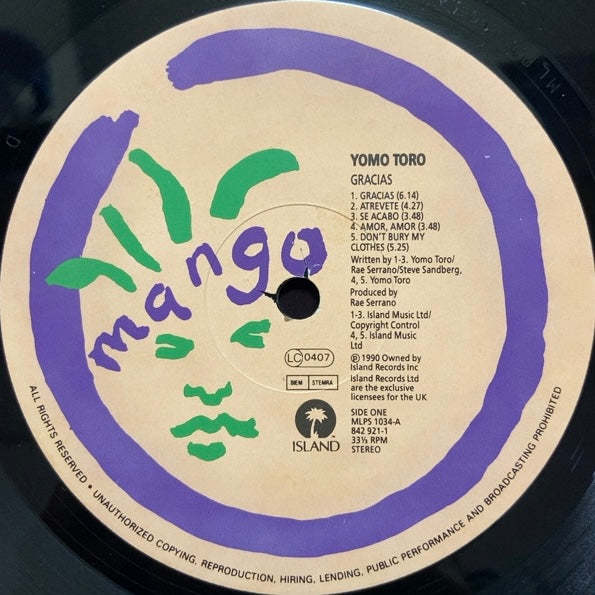 mango
YOMO TORO
GRACIAS
1. GRACIAS (6.14)
2. ATREVETE (4.27)
3. SE ACABO (3.48)
4. AMOR, AMOR (3.48)
5. DON'T BURY MY
CLOTHES (5.25)
Written by 1-3. Yomo Toro/
Rae Serrano/Steve Sandberg,
4, 5. Yomo Toro
Produced by
Rae Serrano
1-3. Island Music Ltd/
Copyright Control
4, 5. Island Music
Ltd
LC 0407
BIEM STEMRA
℗ 1990 Owned by
Island Records Inc
Island Records Ltd
are the exclusive
licensees for the UK
SIDE ONE
MLPS 1034-A
842 921-1
33⅓ RPM
STEREO
ISLAND
ALL RIGHTS RESERVED • UNAUTHORIZED COPYING, REPRODUCTION, HIRING, LENDING, PUBLIC PERFORMANCE AND BROADCASTING PROHIBITED